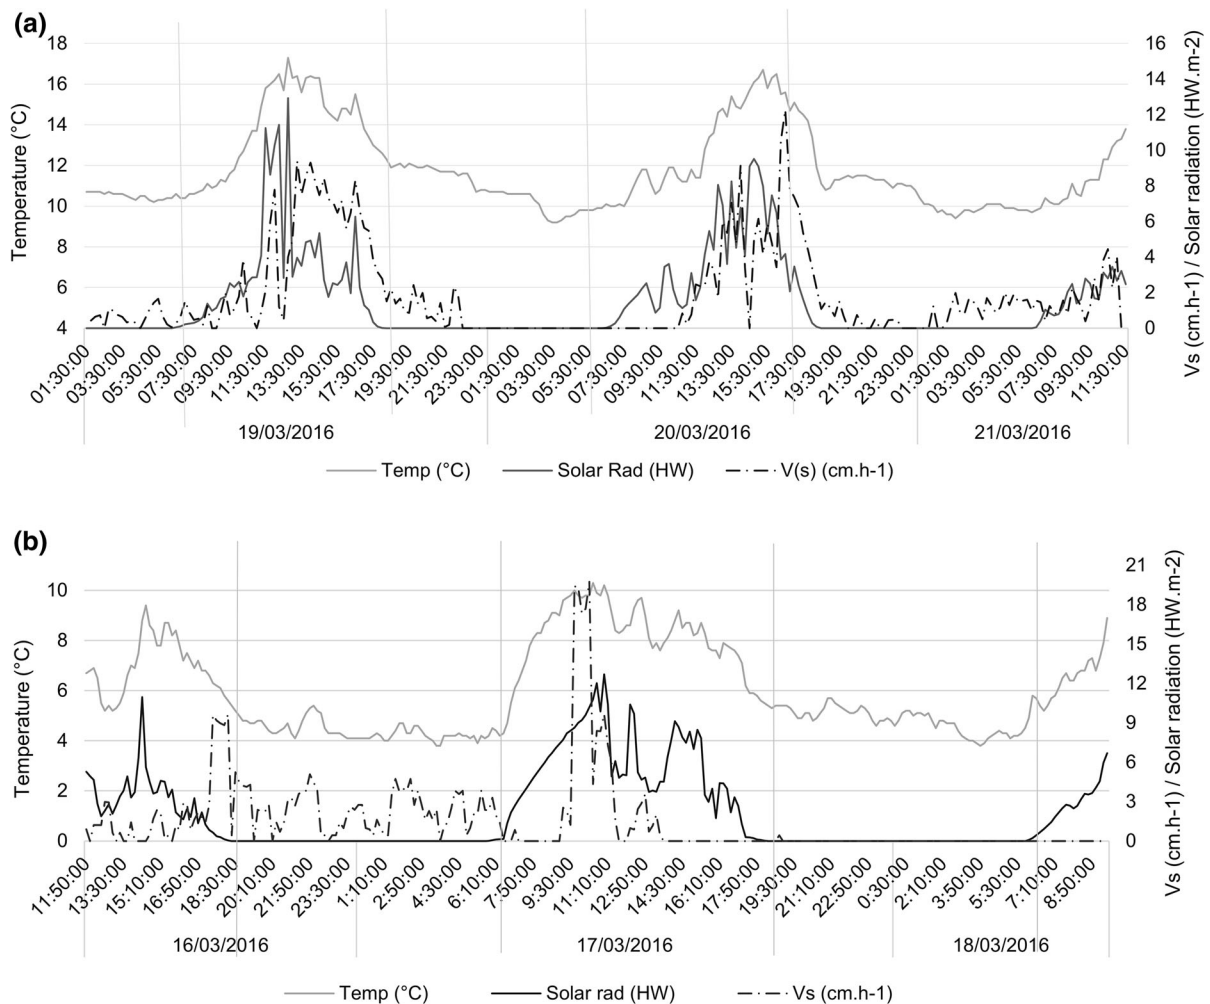 (a)
18
16
14
12
10
8
6
4
Temperature (°C)
16
14
12
10
8
6
4
2
0
Vs (cm.h-1) / Solar radiation (HW.m-2)
01:30:00 03:30:00 05:30:00 07:30:00 09:30:00 11:30:00 13:30:00 15:30:00 17:30:00 19:30:00 21:30:00 23:30:00 01:30:00 03:30:00 05:30:00 07:30:00 09:30:00 11:30:00 13:30:00 15:30:00 17:30:00 19:30:00 21:30:00 23:30:00 01:30:00 03:30:00 05:30:00 07:30:00 09:30:00 11:30:00
19/03/2016 20/03/2016 21/03/2016
Temp (°C) Solar Rad (HW) V(s) (cm.h-1)
(b)
10
8
6
4
2
0
Temperature (°C)
21
18
15
12
9
6
3
0
Vs (cm.h-1) / Solar radiation (HW.m-2)
11:50:00 13:30:00 15:10:00 16:50:00 18:30:00 20:10:00 21:50:00 23:30:00 1:10:00 2:50:00 4:30:00 6:10:00 7:50:00 9:30:00 11:10:00 12:50:00 14:30:00 16:10:00 17:50:00 19:30:00 21:10:00 22:50:00 0:30:00 2:10:00 3:50:00 5:30:00 7:10:00 8:50:00
16/03/2016 17/03/2016 18/03/2016
Temp (°C) Solar rad (HW) Vs (cm.h-1)